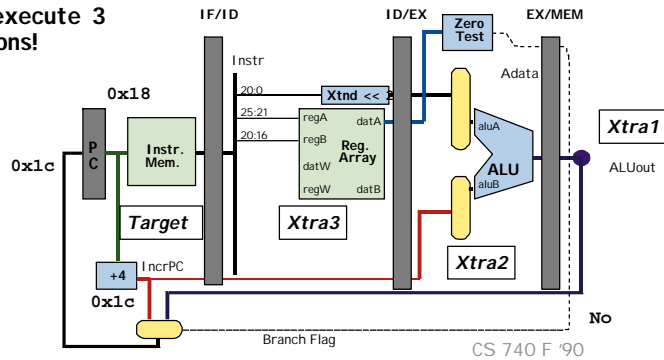 execute 3
ons!
IF/ID
ID/EX
EX/MEM
Zero
Test
Instr
Adata
0x18
20:0
Xtnd << 2
25:21
20:16
regA
datA
regB
Reg.
Array
datW
regW
datB
P
C
Instr.
Mem.
aluA
ALU
aluB
Xtra1
ALUout
0x1c
Target
Xtra3
Xtra2
+4
IncrPC
0x1c
No
Branch Flag
CS 740 F '90